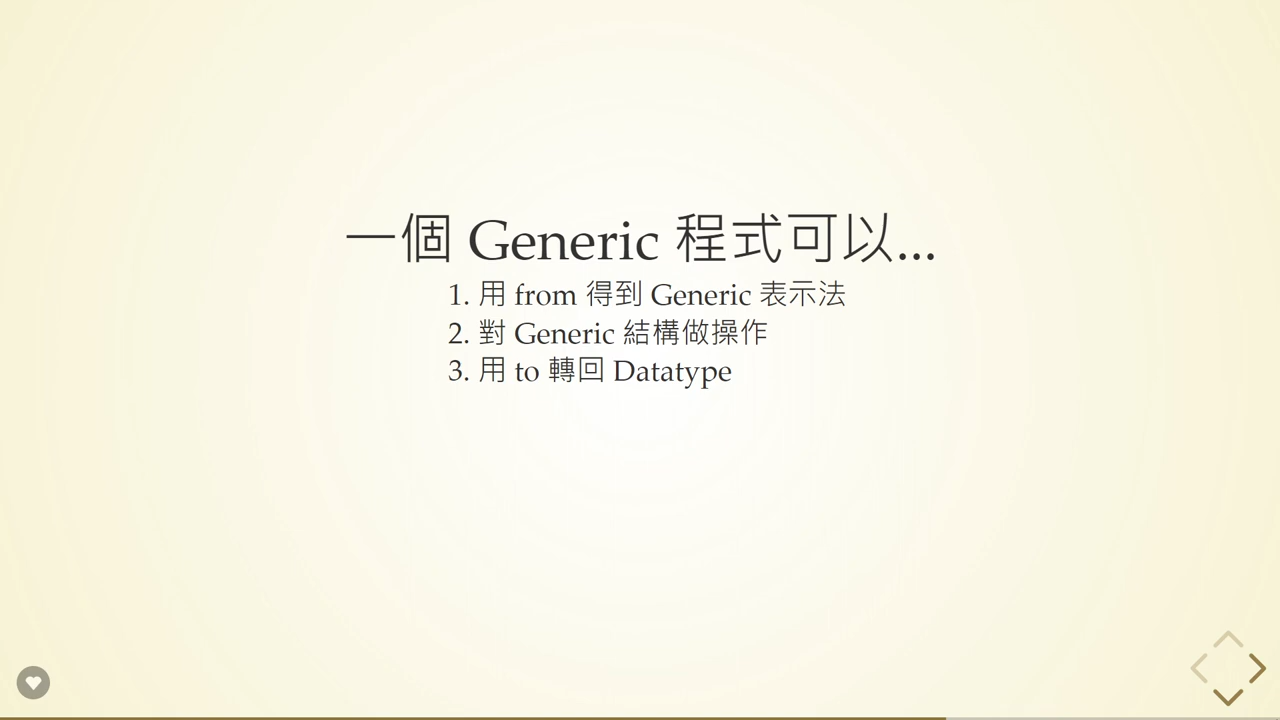 一個 Generic 程式可以...
1. 用 from 得到 Generic 表示法
2. 對 Generic 結構做操作
3. 用 to 轉回 Datatype